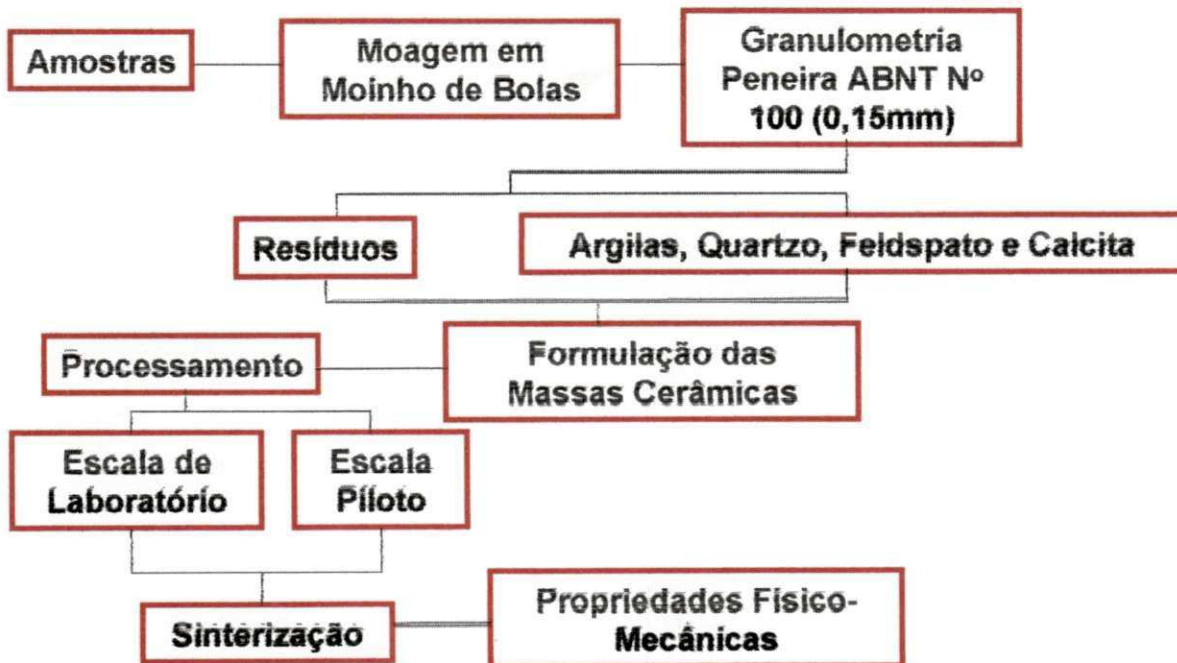 Amostras
Moagem em
Moinho de Bolas
Granulometria
Peneira ABNT Nº
100 (0,15mm)
Resíduos
Argilas, Quartzo, Feldspato e Calcita
Formulação das
Massas Cerâmicas
Processamento
Escala de
Laboratório
Escala
Piloto
Sinterização
Propriedades Físico-
Mecânicas